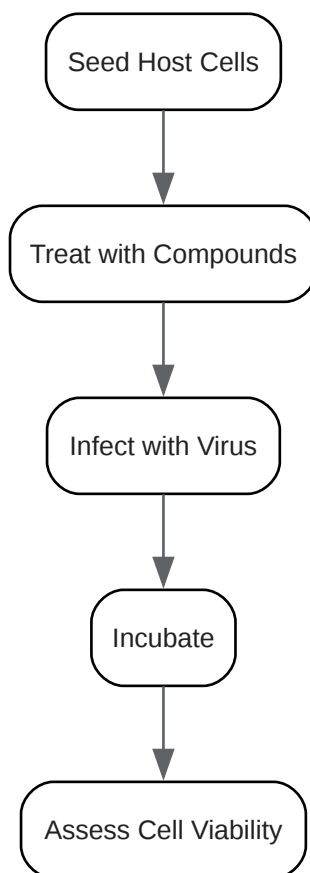 Seed Host Cells
Treat with Compounds
Infect with Virus
Incubate
Assess Cell Viability